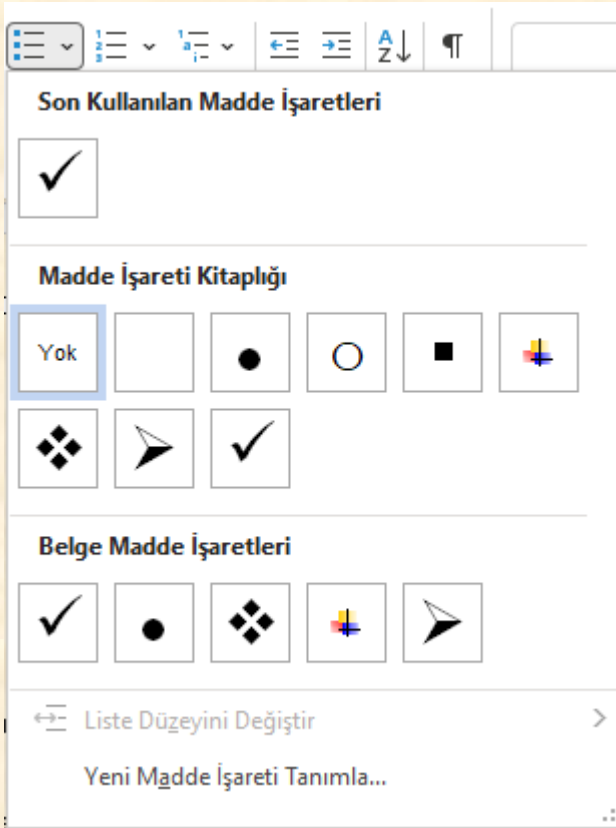 Son Kullanılan Madde İşaretleri
Madde İşareti Kitaplığı
Yok
Belge Madde İşaretleri
Liste Düzeyini Değiştir
Yeni Madde İşareti Tanımla...